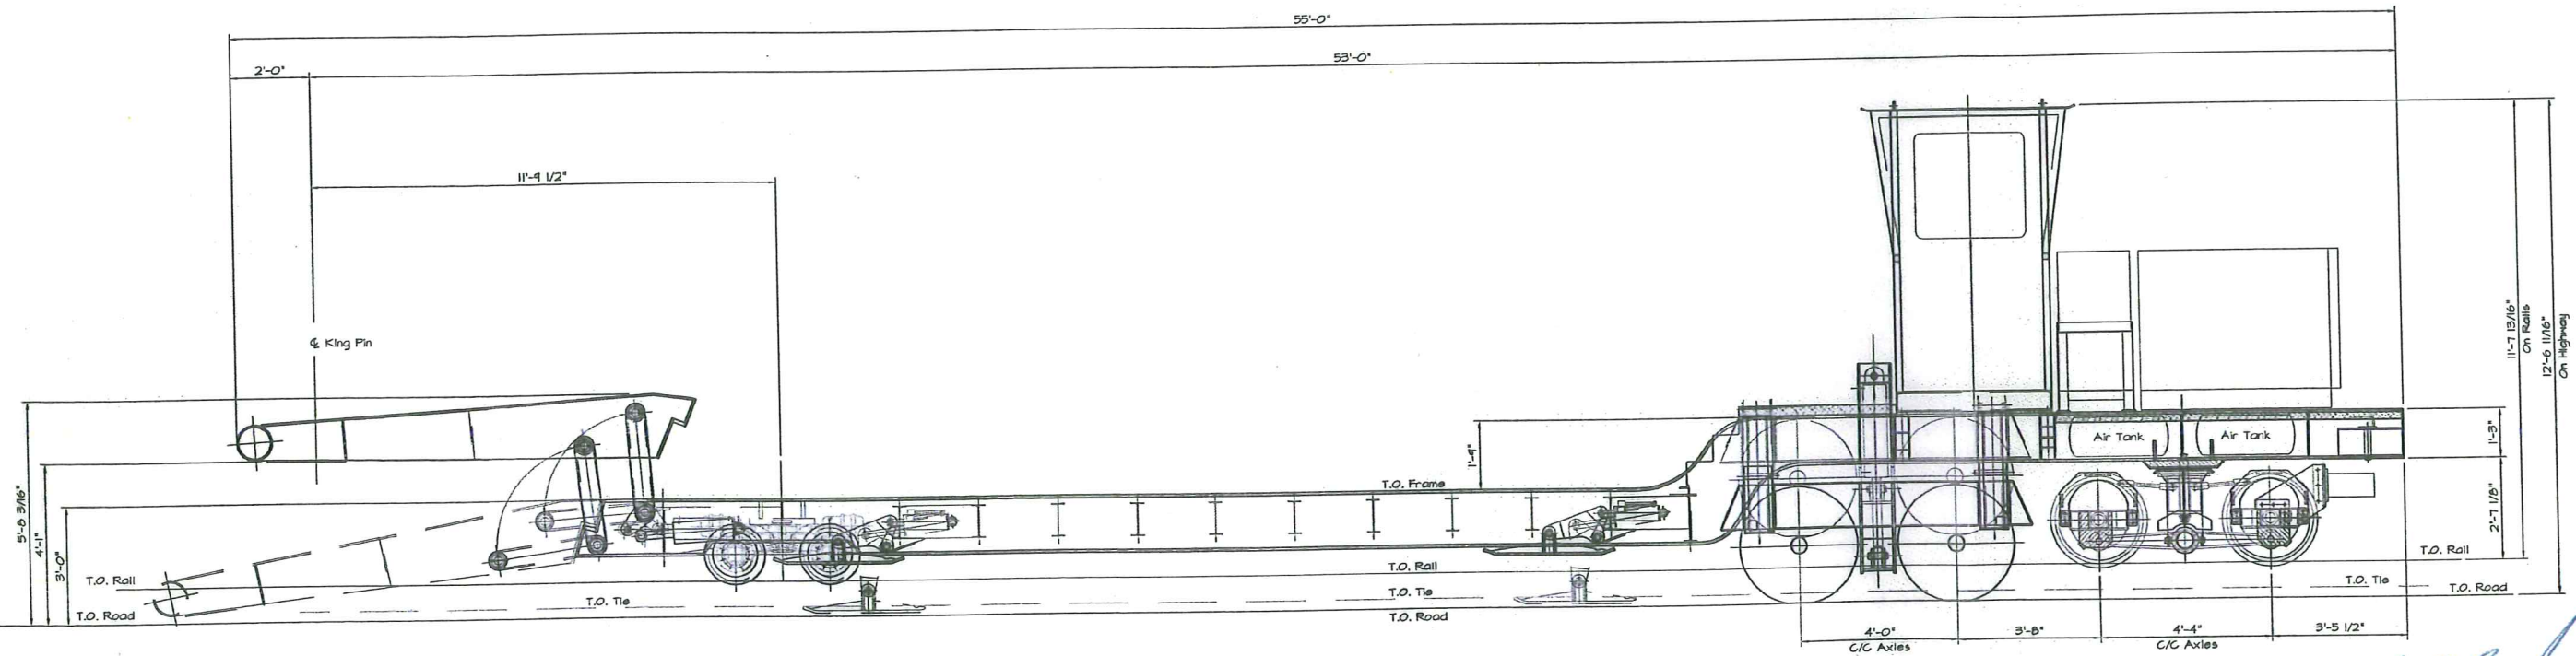 55'-0"
53'-0"
2'-0"
11'-9 1/2"
℄ King Pin
11'-7 13/16"
On Rails
12'-6 11/16"
On Highway
5'-8 3/16"
4'-1"
3'-0"
1'-9"
T.O. Frame
Air Tank
Air Tank
1'-3"
2'-7 1/8"
T.O. Rail
T.O. Rail
T.O. Rail
T.O. Tie
T.O. Tie
T.O. Tie
T.O. Road
T.O. Road
T.O. Road
4'-0"
C/C Axles
3'-8"
4'-4"
C/C Axles
3'-5 1/2"